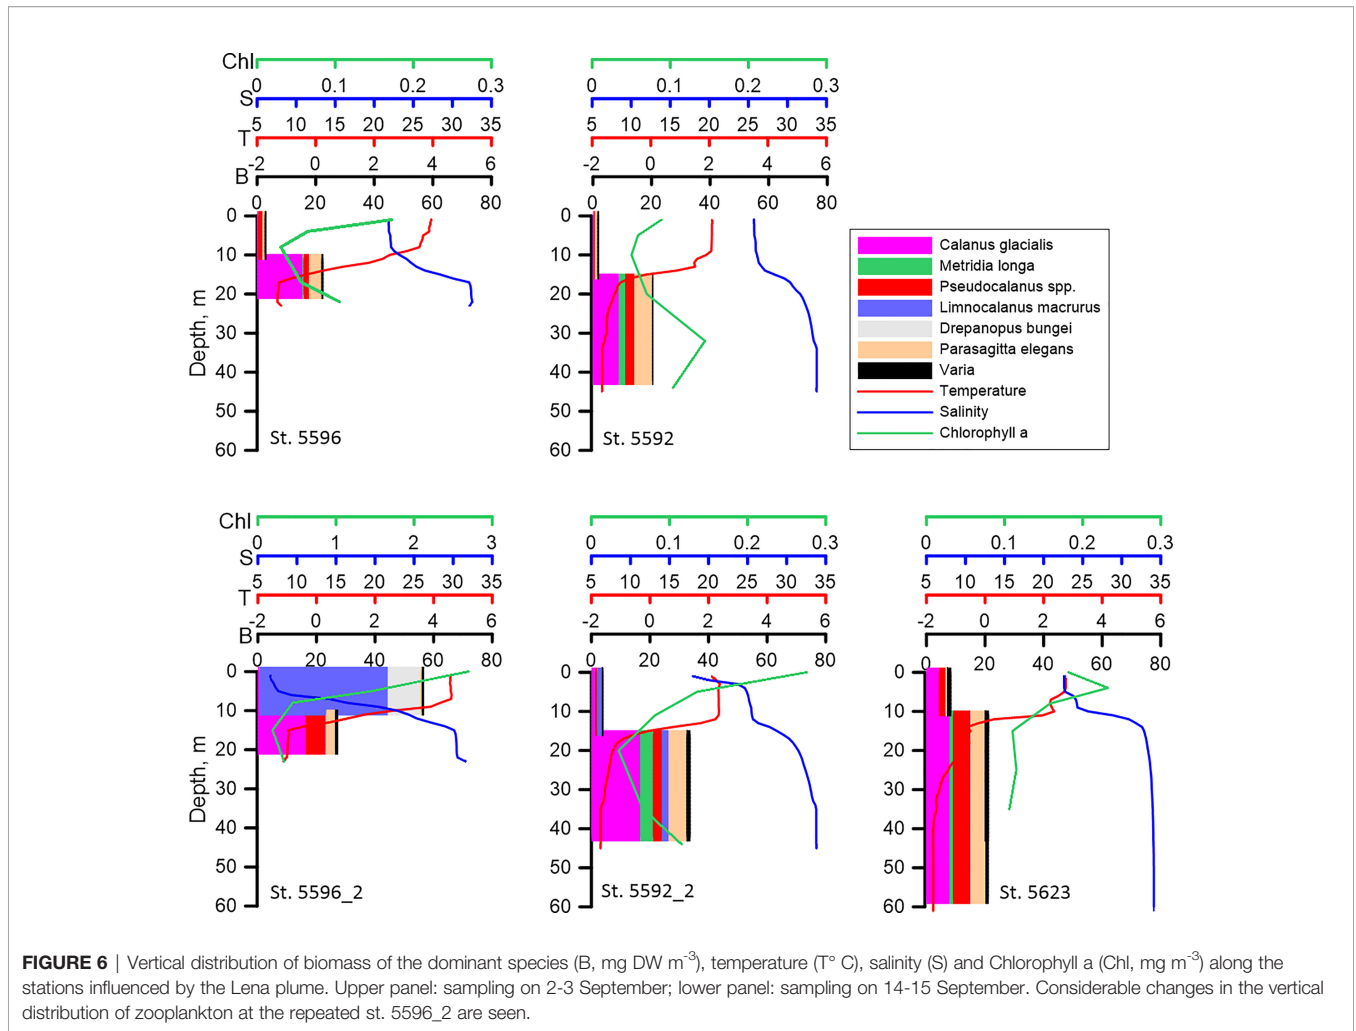 Chl
0 0.1 0.2 0.3
S
5 10 15 20 25 30 35
T
-2 0 2 4 6
B
0 20 40 60 80
0
10
20
30
40
50
60
Depth, m
St. 5596
0 0.1 0.2 0.3
5 10 15 20 25 30 35
-2 0 2 4 6
0 20 40 60 80
0
10
20
30
40
50
60
St. 5592
Calanus glacialis
Metridia longa
Pseudocalanus spp.
Limnocalanus macrurus
Drepanopus bungei
Parasagitta elegans
Varia
Temperature
Salinity
Chlorophyll a
Chl
0 1 2 3
S
5 10 15 20 25 30 35
T
-2 0 2 4 6
B
0 20 40 60 80
0
10
20
30
40
50
60
Depth, m
St. 5596_2
0 0.1 0.2 0.3
5 10 15 20 25 30 35
-2 0 2 4 6
0 20 40 60 80
0
10
20
30
40
50
60
St. 5592_2
0 0.1 0.2 0.3
5 10 15 20 25 30 35
-2 0 2 4 6
0 20 40 60 80
0
10
20
30
40
50
60
St. 5623
FIGURE 6 | Vertical distribution of biomass of the dominant species (B, mg DW m-3), temperature (T° C), salinity (S) and Chlorophyll a (Chl, mg m-3) along the
stations influenced by the Lena plume. Upper panel: sampling on 2-3 September; lower panel: sampling on 14-15 September. Considerable changes in the vertical
distribution of zooplankton at the repeated st. 5596_2 are seen.